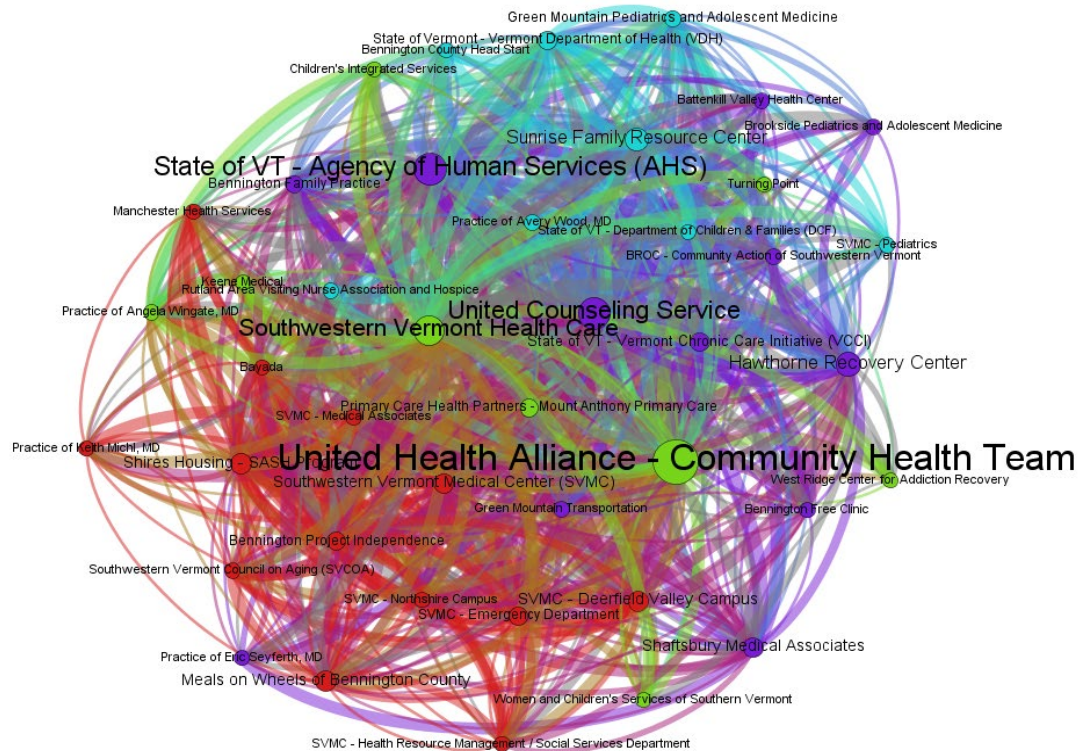 Green Mountain Pediatrics and Adolescent Medicine
State of Vermont - Vermont Department of Health (VDH)
Bennington County Head Start
Children's Integrated Services
Battenkill Valley Health Center
Brookside Pediatrics and Adolescent Medicine
Sunrise Family Resource Center
State of VT - Agency of Human Services (AHS)
Bennington Family Practice
Turning Point
Manchester Health Services
Practice of Avery Wood, MD
State of VT - Department of Children & Families (DCF)
SVMC - Pediatrics
BROC - Community Action of Southwestern Vermont
Keene Medical
Rutland Area Visiting Nurse Association and Hospice
Practice of Angela Wingate, MD
United Counseling Service
Southwestern Vermont Health Care
State of VT - Vermont Chronic Care Initiative (VCCI)
Hawthorne Recovery Center
Bayada
Primary Care Health Partners - Mount Anthony Primary Care
SVMC - Medical Associates
Practice of Keith Michl, MD
United Health Alliance - Community Health Team
Shires Housing - SASH Program
Southwestern Vermont Medical Center (SVMC)
West Ridge Center for Addiction Recovery
Green Mountain Transportation
Bennington Free Clinic
Bennington Project Independence
Southwestern Vermont Council on Aging (SVCOA)
SVMC - Northshire Campus
SVMC - Deerfield Valley Campus
SVMC - Emergency Department
Shaftsbury Medical Associates
Practice of Eric Seyferth, MD
Meals on Wheels of Bennington County
Women and Children's Services of Southern Vermont
SVMC - Health Resource Management / Social Services Department